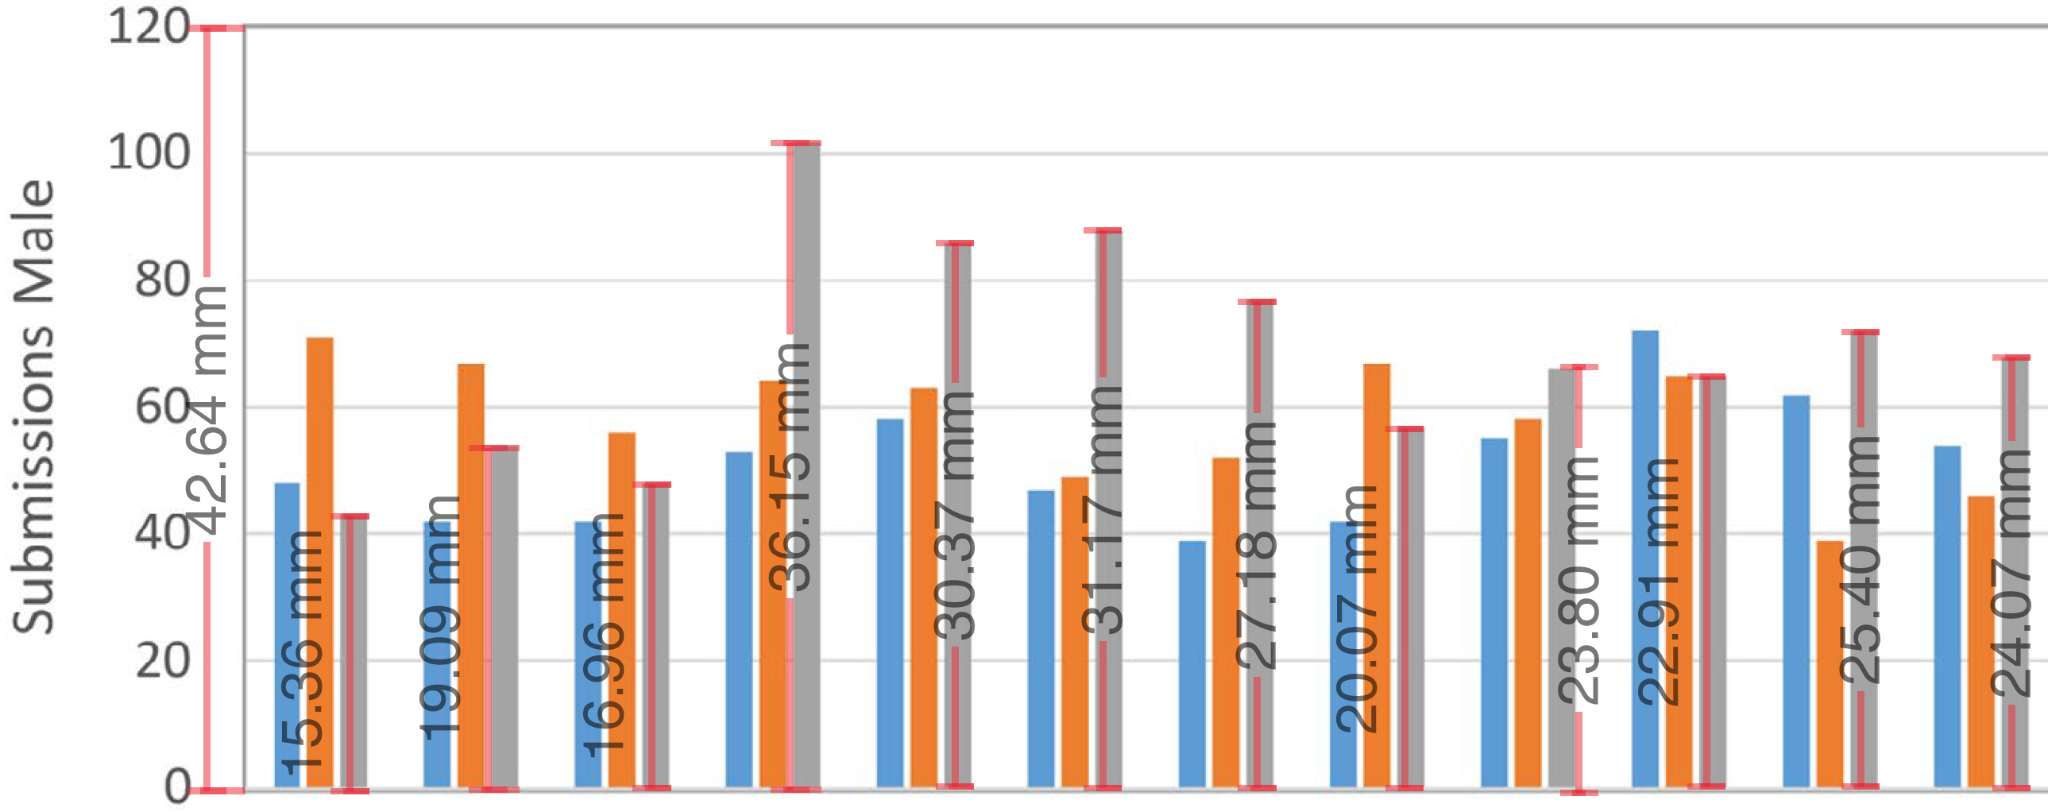 120
100
80
60
40
20
0
Submissions Male
42.64 mm
15.36 mm
19.09 mm
16.96 mm
36.15 mm
30.37 mm
31.17 mm
27.18 mm
20.07 mm
23.80 mm
22.91 mm
25.40 mm
24.07 mm